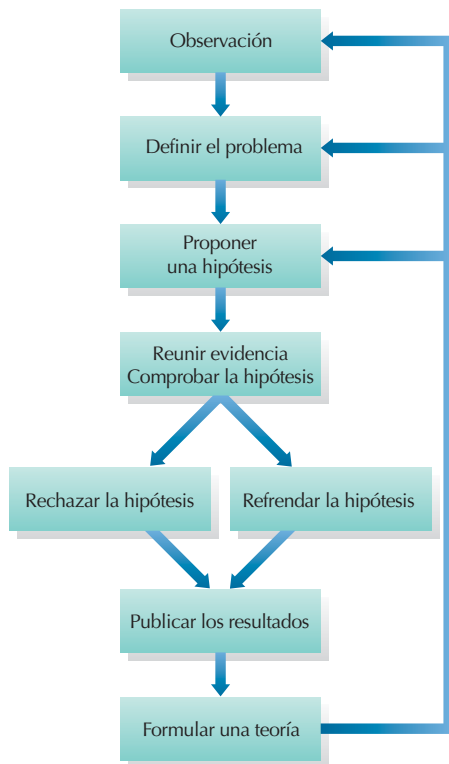 Observación
Definir el problema
Proponer
una hipótesis
Reunir evidencia
Comprobar la hipótesis
Rechazar la hipótesis
Refrendar la hipótesis
Publicar los resultados
Formular una teoría